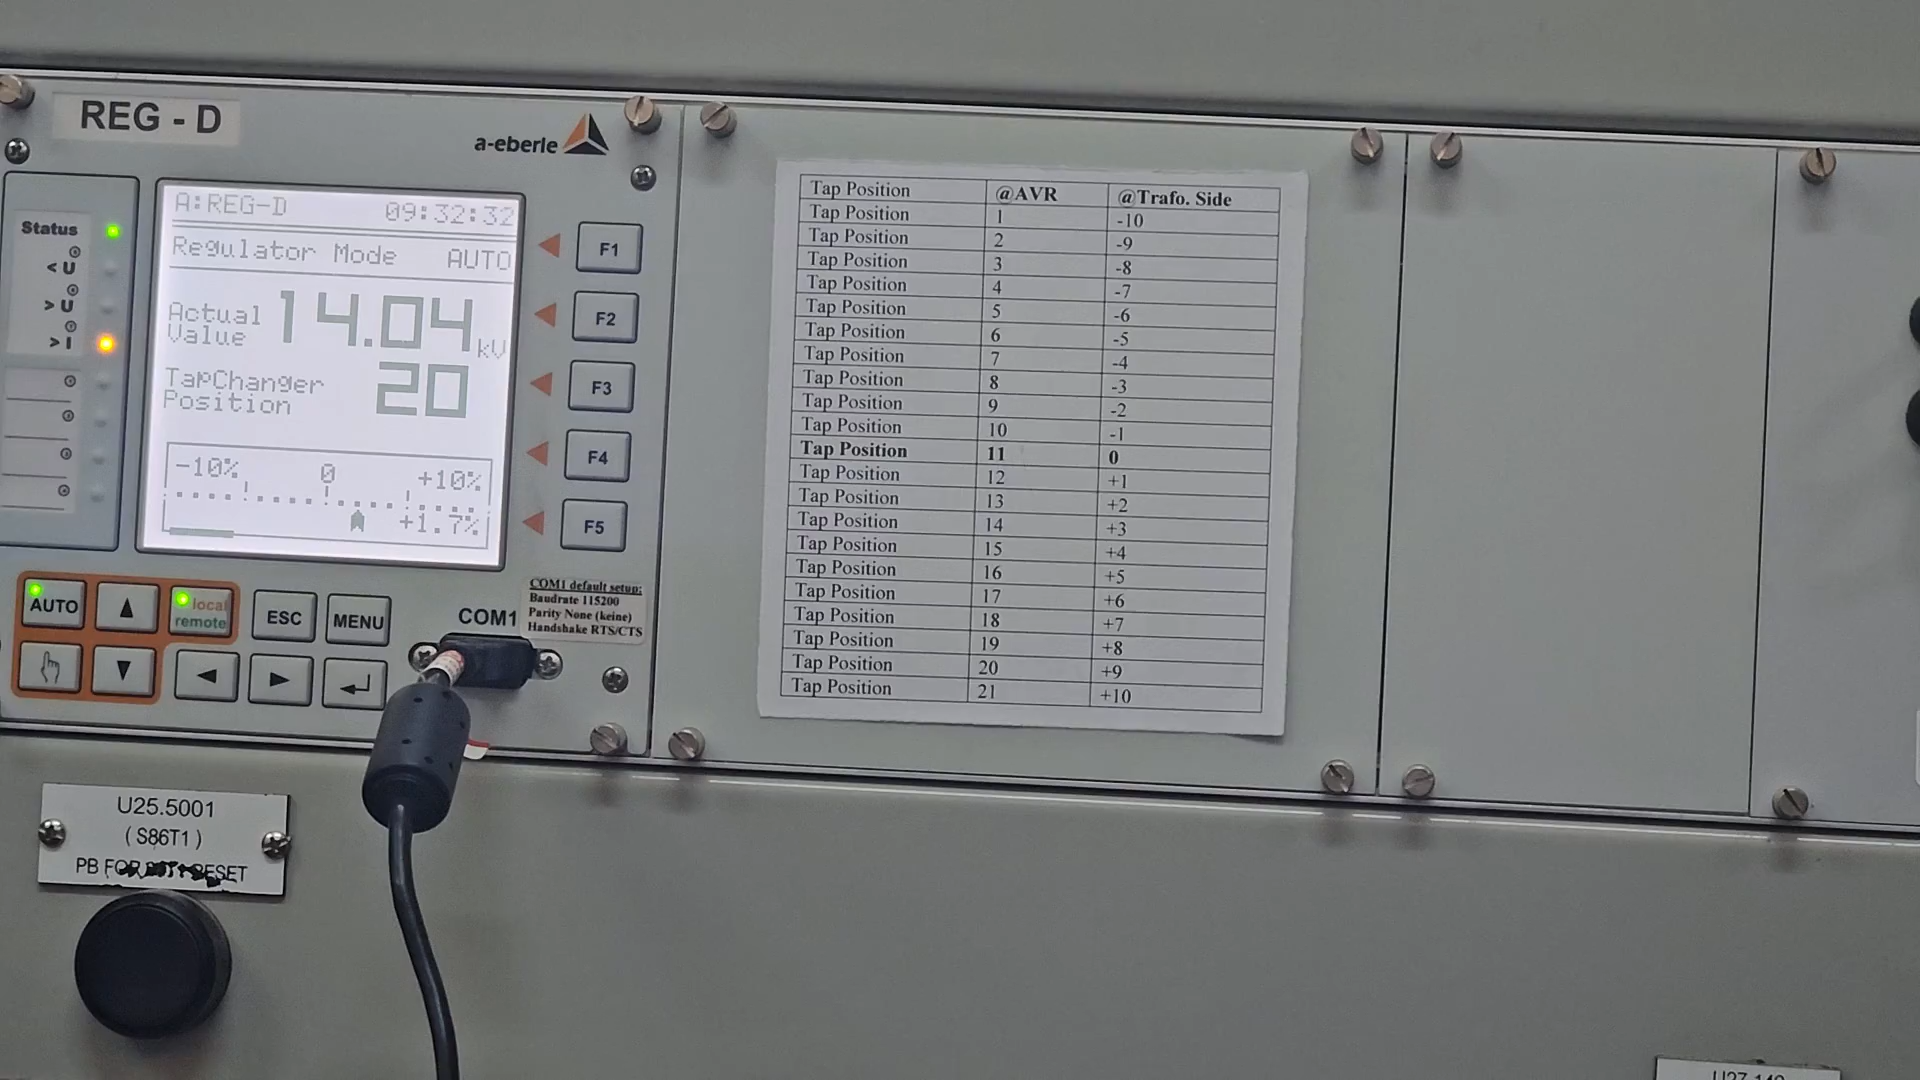 REG - D
a-eberle
Status
< U
> U
> I
A:REG-D 09:32:32
Regulator Mode AUTO
Actual Value 14.04 kV
TapChanger Position 20
-10% 0 +10%
+1.7%
F1
F2
F3
F4
F5
AUTO
local remote
ESC
MENU
COM1
COM1 default setup:
Baudrate 115200
Parity None (keine)
Handshake RTS/CTS
Tap Position @AVR @Trafo. Side
Tap Position 1 -10
Tap Position 2 -9
Tap Position 3 -8
Tap Position 4 -7
Tap Position 5 -6
Tap Position 6 -5
Tap Position 7 -4
Tap Position 8 -3
Tap Position 9 -2
Tap Position 10 -1
Tap Position 11 0
Tap Position 12 +1
Tap Position 13 +2
Tap Position 14 +3
Tap Position 15 +4
Tap Position 16 +5
Tap Position 17 +6
Tap Position 18 +7
Tap Position 19 +8
Tap Position 20 +9
Tap Position 21 +10
U25.5001
( S86T1 )
PB FOR RESET